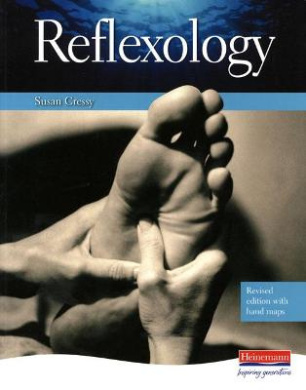 Reflexology
Susan Cressy
Revised
edition with
hand maps
Heinemann
Inspiring generations